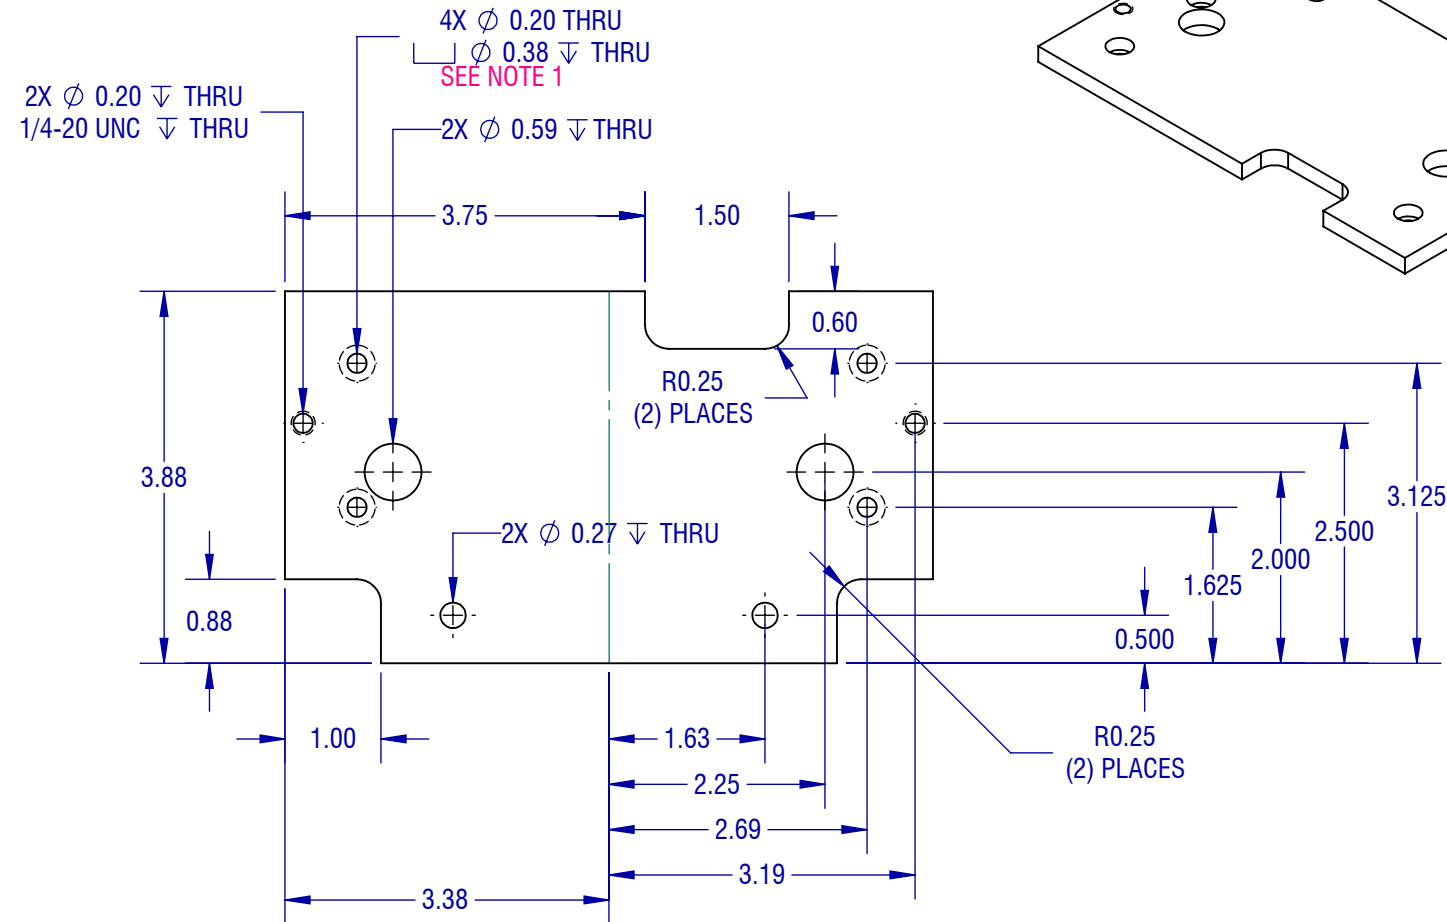 4X ∅ 0.20 THRU
⌴ ∅ 0.38 ↧ THRU
SEE NOTE 1
2X ∅ 0.20 ↧ THRU
1/4-20 UNC ↧ THRU
2X ∅ 0.59 ↧ THRU
3.75
1.50
0.60
R0.25
(2) PLACES
3.88
3.125
2.500
2X ∅ 0.27 ↧ THRU
2.000
1.625
0.88
0.500
1.00
1.63
R0.25
(2) PLACES
2.25
2.69
3.19
3.38